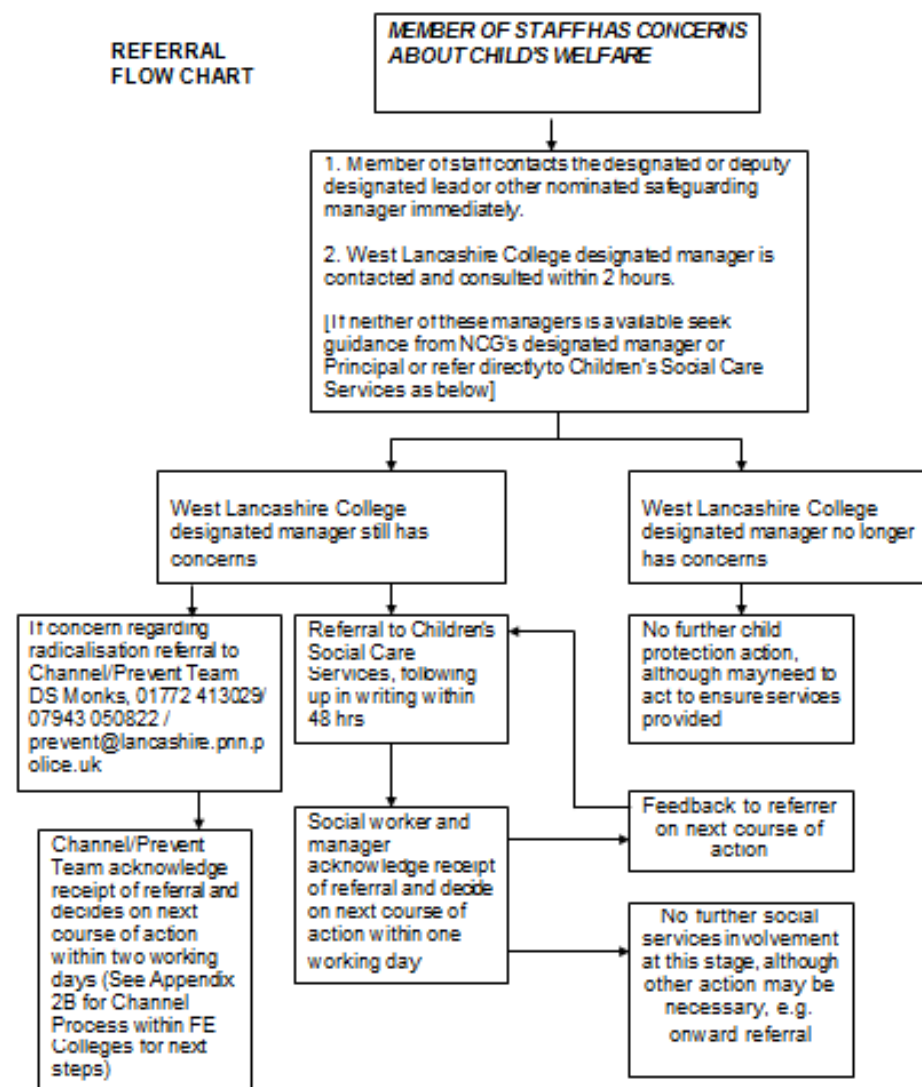 REFERRAL
FLOW CHART
MEMBER OF STAFF HAS CONCERNS
ABOUT CHILD'S WELFARE
1. Member of staff contacts the designated or deputy
designated lead or other nominated safeguarding
manager immediately.
2. West Lancashire College designated manager is
contacted and consulted within 2 hours.
[If neither of these managers is available seek
guidance from NCG's designated manager or
Principal or refer directly to Children's Social Care
Services as below]
West Lancashire College
designated manager still has
concerns
West Lancashire College
designated manager no longer
has concerns
If concern regarding
radicalisation referral to
Channel/Prevent Team
DS Monks, 01772 413029/
07943 050822 /
prevent@lancashire.pnn.p
olice.uk
Referral to Children's
Social Care
Services, following
up in writing within
48 hrs
No further child
protection action,
although may need to
act to ensure services
provided
Channel/Prevent
Team acknowledge
receipt of referral and
decides on next
course of action
within two working
days (See Appendix
2B for Channel
Process within FE
Colleges for next
steps)
Social worker and
manager
acknowledge receipt
of referral and decide
on next course of
action within one
working day
Feedback to referrer
on next course of
action
No further social
services involvement
at this stage, although
other action may be
necessary, e.g.
onward referral